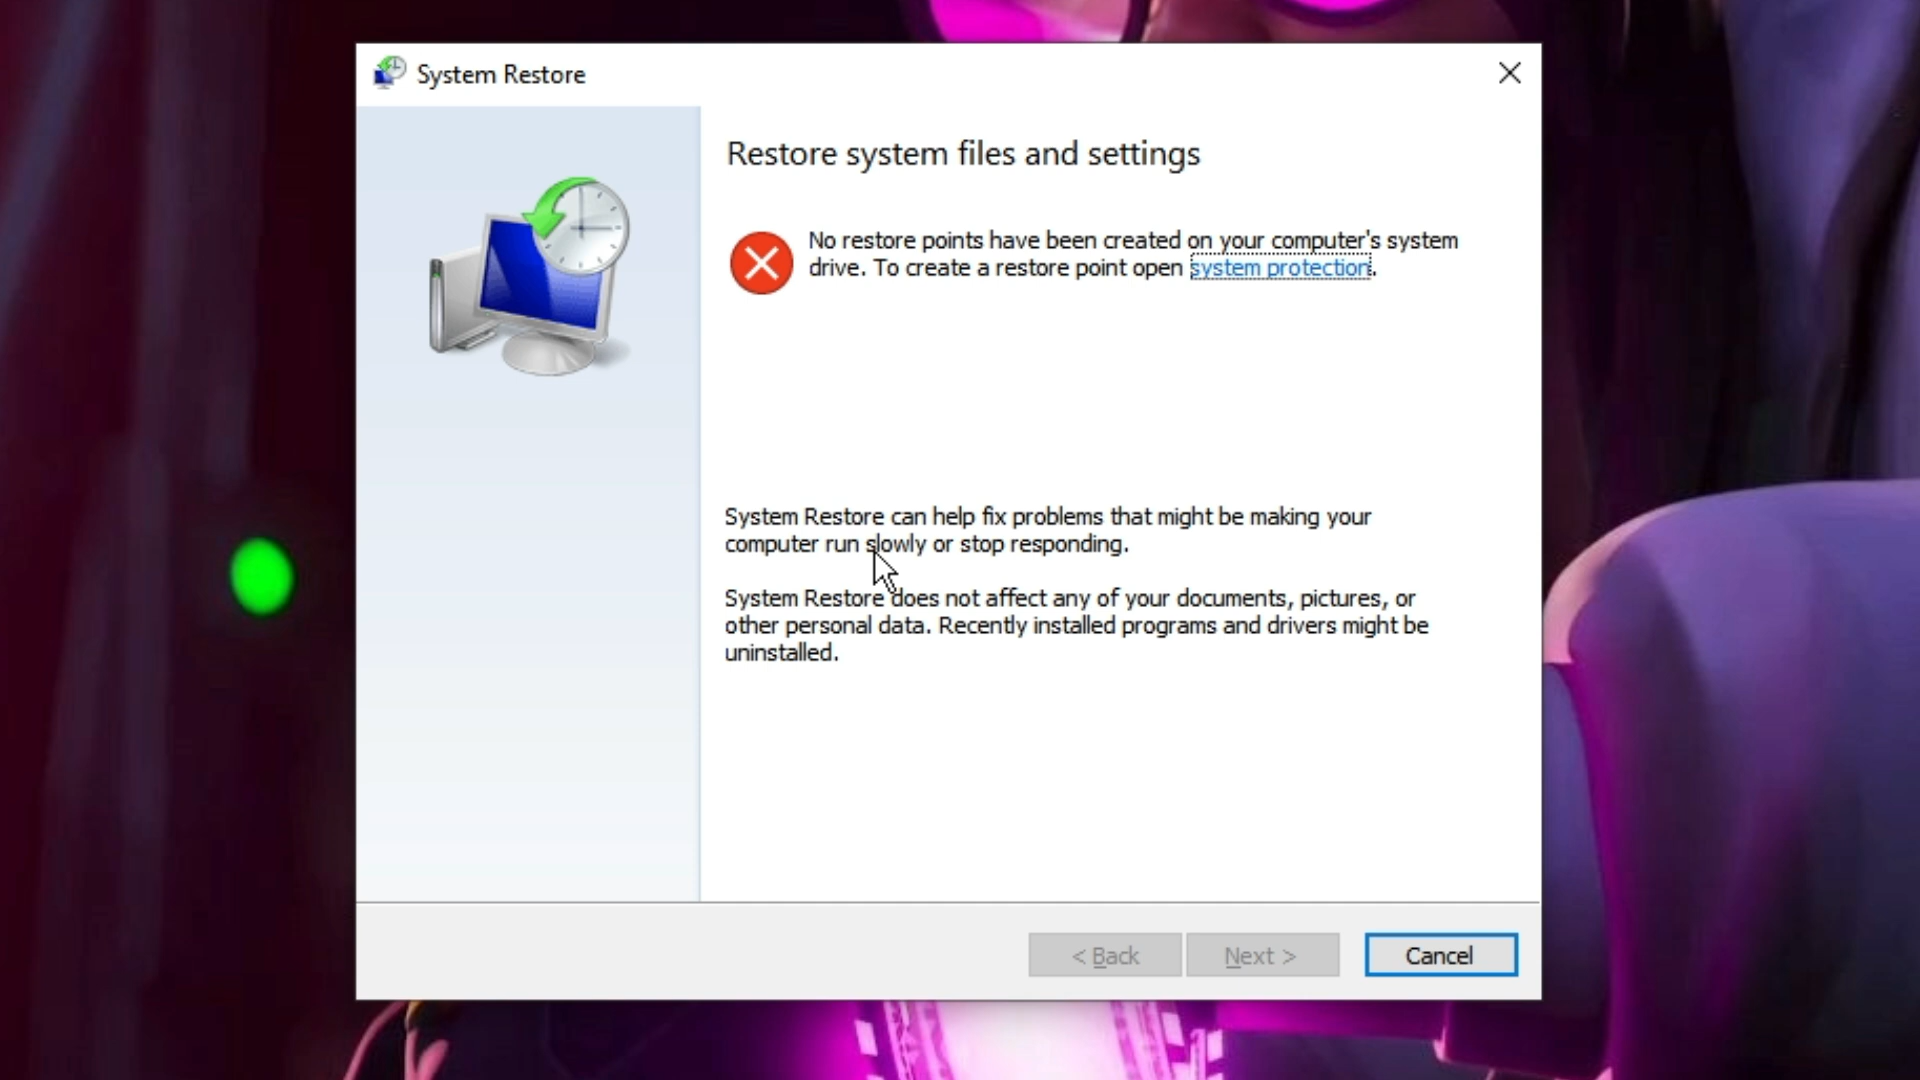 System Restore
Restore system files and settings
No restore points have been created on your computer's system
drive. To create a restore point open system protection.
System Restore can help fix problems that might be making your
computer run slowly or stop responding.
System Restore does not affect any of your documents, pictures, or
other personal data. Recently installed programs and drivers might be
uninstalled.
< Back
Next >
Cancel